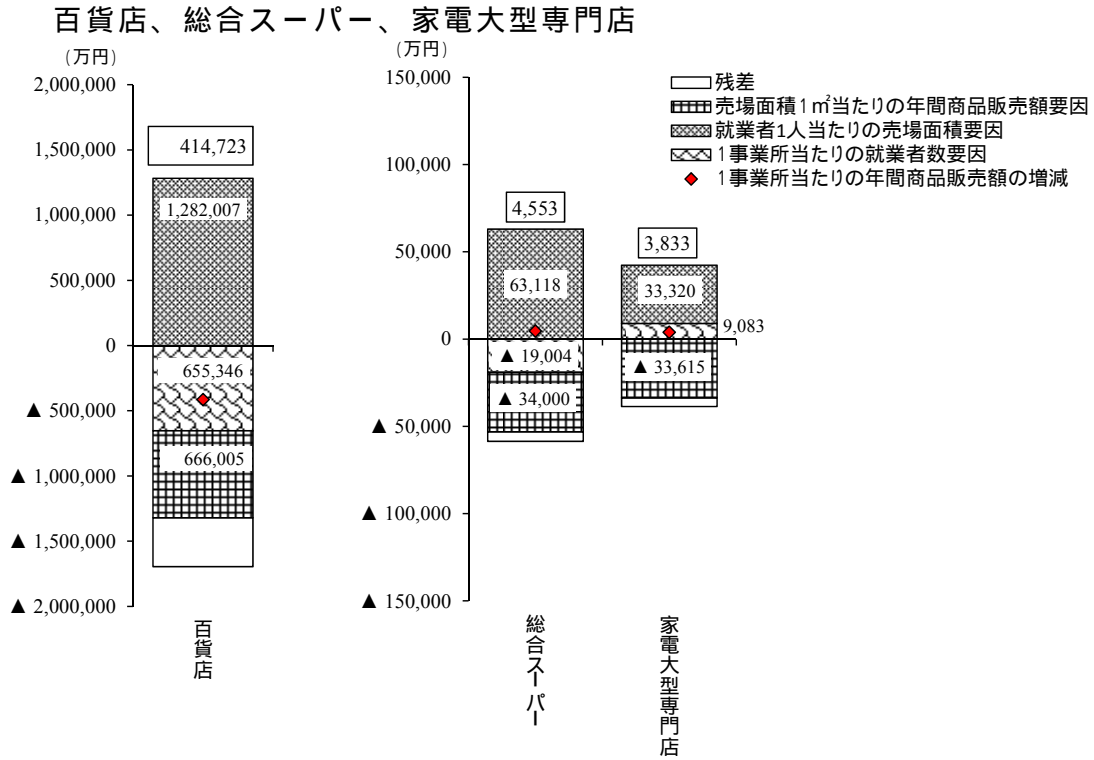 百貨店、総合スーパー、家電大型専門店
(万円)
2,000,000
1,500,000
1,000,000
500,000
0
▲ 500,000
▲ 1,000,000
▲ 1,500,000
▲ 2,000,000
414,723
1,282,007
655,346
666,005
百貨店
(万円)
150,000
100,000
50,000
0
▲ 50,000
▲ 100,000
▲ 150,000
4,553
63,118
▲ 19,004
▲ 34,000
総合スーパー
3,833
33,320
9,083
▲ 33,615
家電大型専門店
残差
売場面積1㎡当たりの年間商品販売額要因
就業者1人当たりの売場面積要因
1事業所当たりの就業者数要因
1事業所当たりの年間商品販売額の増減